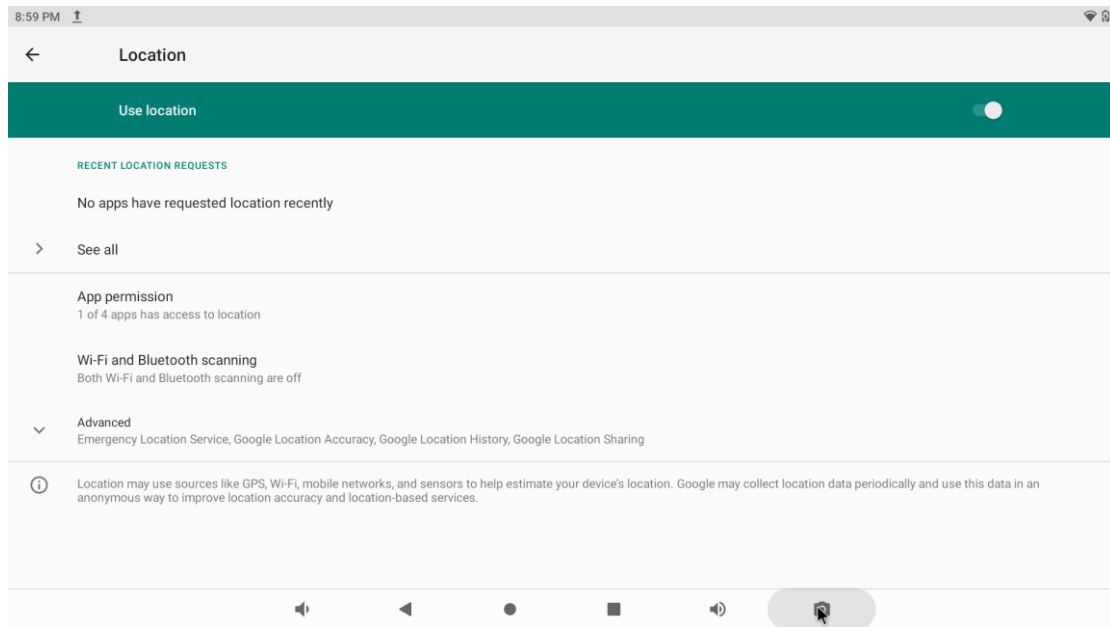 8:59 PM
Location
Use location
RECENT LOCATION REQUESTS
No apps have requested location recently
See all
App permission
1 of 4 apps has access to location
Wi-Fi and Bluetooth scanning
Both Wi-Fi and Bluetooth scanning are off
Advanced
Emergency Location Service, Google Location Accuracy, Google Location History, Google Location Sharing
Location may use sources like GPS, Wi-Fi, mobile networks, and sensors to help estimate your device's location. Google may collect location data periodically and use this data in an
anonymous way to improve location accuracy and location-based services.